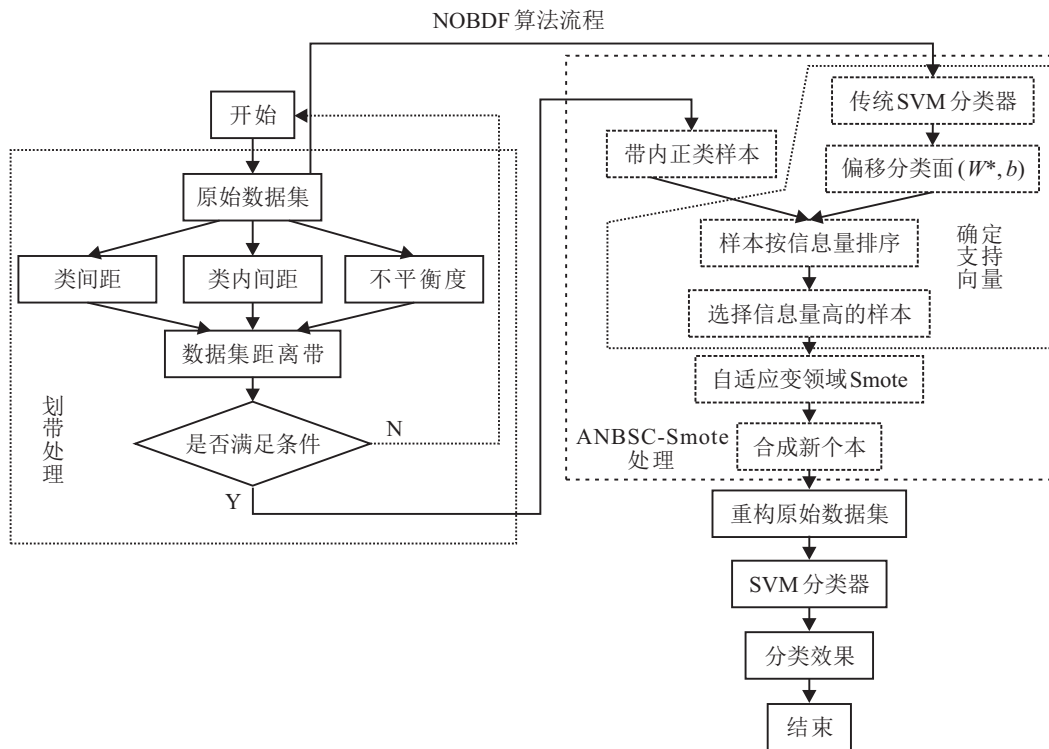 NOBDF算法流程
开始
原始数据集
类间距
类内间距
不平衡度
数据集距离带
是否满足条件
N
Y
划带处理
传统SVM分类器
带内正类样本
偏移分类面(W*,b)
样本按信息量排序
确定
支持
向量
选择信息量高的样本
自适应变领域Smote
ANBSC-Smote
处理
合成新个本
重构原始数据集
SVM分类器
分类效果
结束